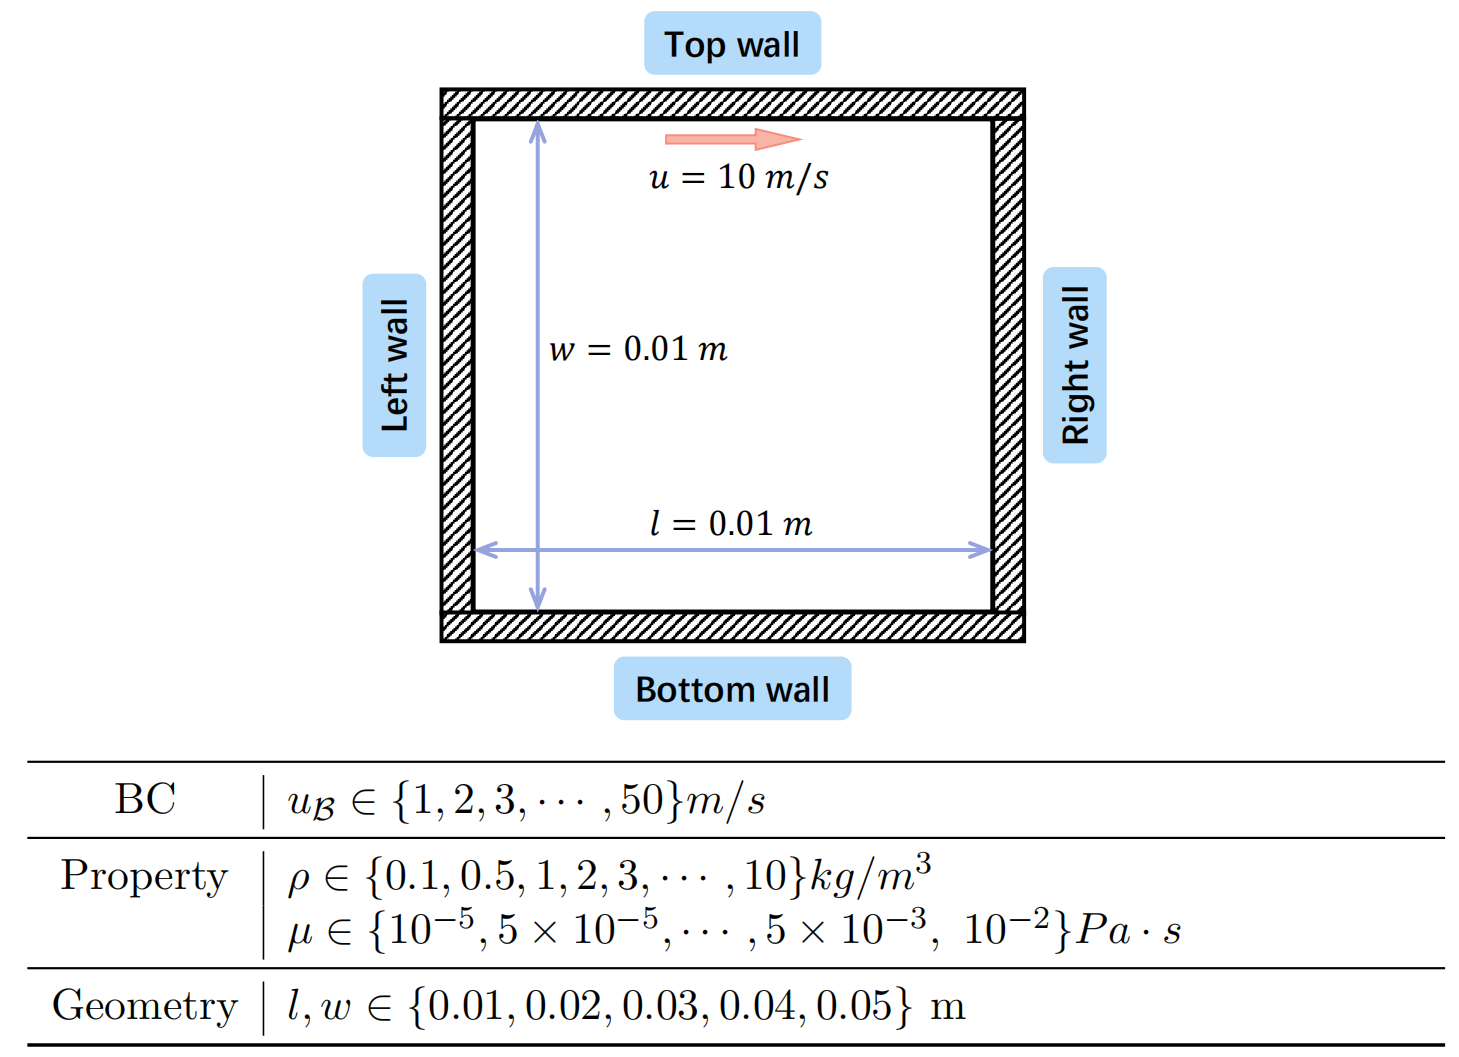 Top wall
u = 10 m/s
Left wall
w = 0.01 m
Right wall
l = 0.01 m
Bottom wall
BC u_ℬ ∈ {1, 2, 3, ⋯ , 50}m/s
Property ρ ∈ {0.1, 0.5, 1, 2, 3, ⋯ , 10}kg/m³
μ ∈ {10⁻⁵, 5 × 10⁻⁵, ⋯ , 5 × 10⁻³, 10⁻²}Pa · s
Geometry l, w ∈ {0.01, 0.02, 0.03, 0.04, 0.05} m